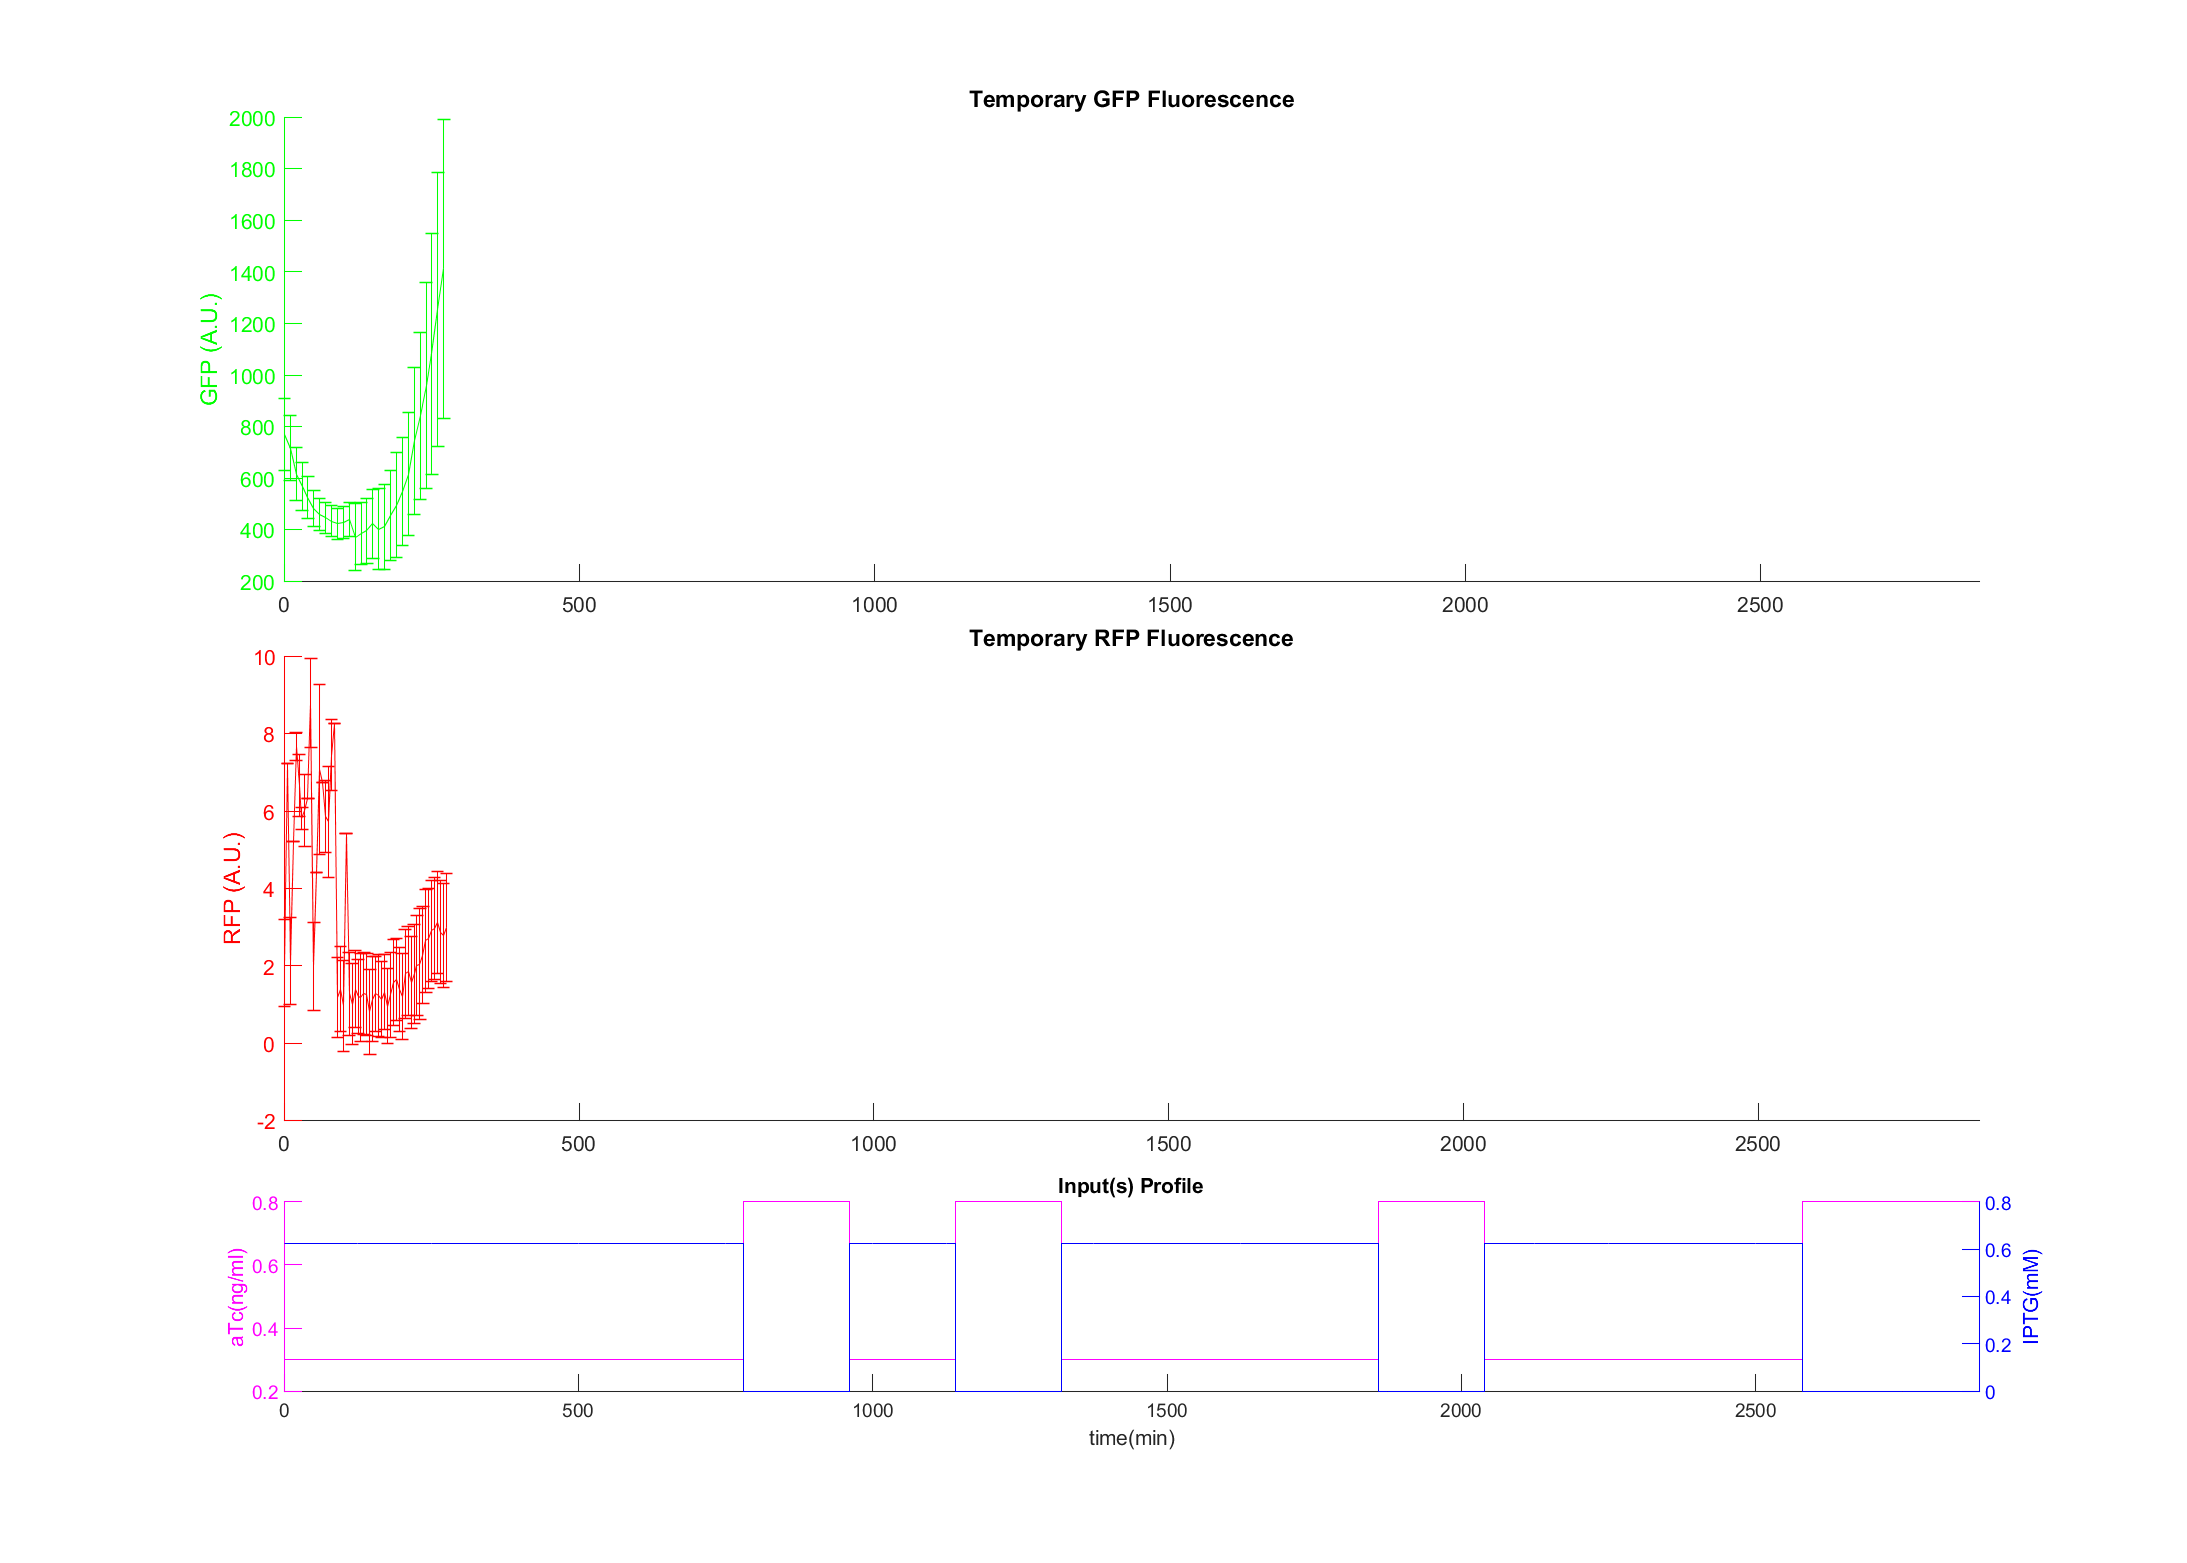 Temporary GFP Fluorescence
2000
1800
1600
1400
1200
1000
800
600
400
200
GFP (A.U.)
0 500 1000 1500 2000 2500
Temporary RFP Fluorescence
10
8
6
4
2
0
-2
RFP (A.U.)
0 500 1000 1500 2000 2500
Input(s) Profile
0.8
0.6
0.4
0.2
aTc(ng/ml)
0.8
0.6
0.4
0.2
0
IPTG(mM)
0 500 1000 1500 2000 2500
time(min)